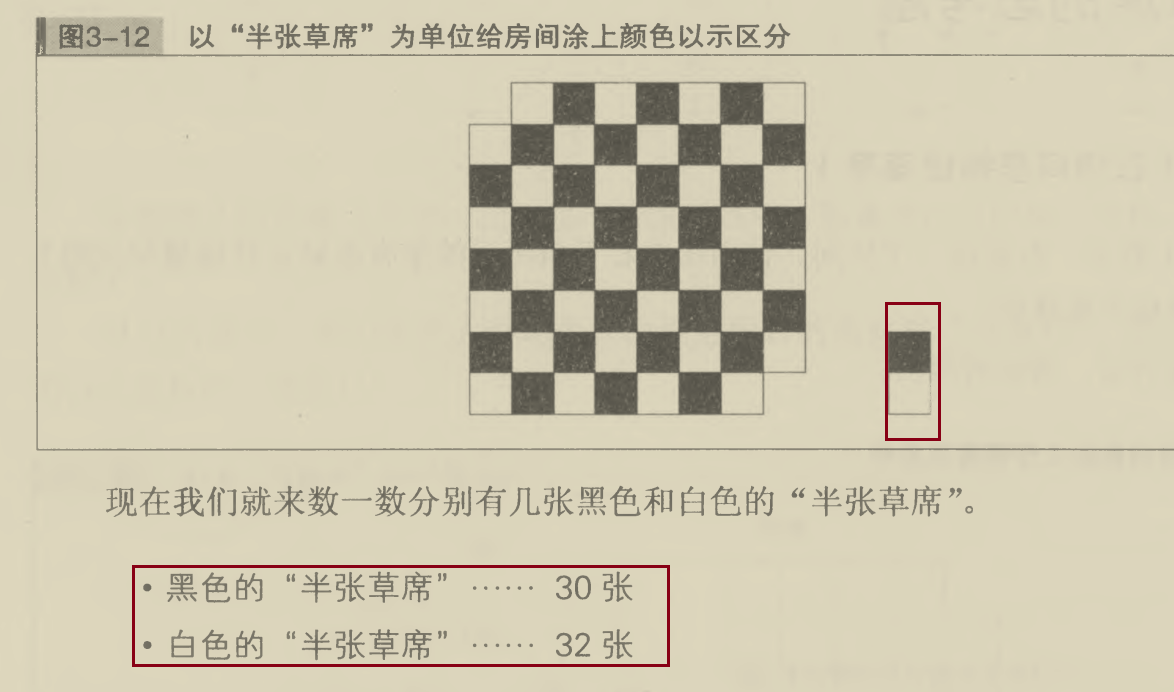 图3-12 以“半张草席”为单位给房间涂上颜色以示区分
现在我们就来数一数分别有几张黑色和白色的“半张草席”。
• 黑色的“半张草席” …… 30 张
• 白色的“半张草席” …… 32 张